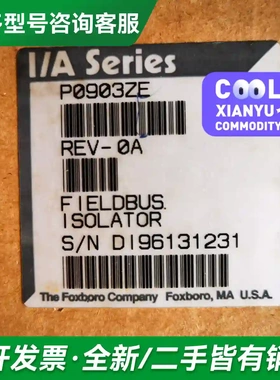 多型号咨询客服
I/A Series
COOL
XIANYU
COMMODITY
P0903ZE
REV-0A
FIELDBUS
ISOLATOR
S/N DI96131231
The Foxboro Company Foxboro, MA U.S.A.
开发票·全新/二手皆有销